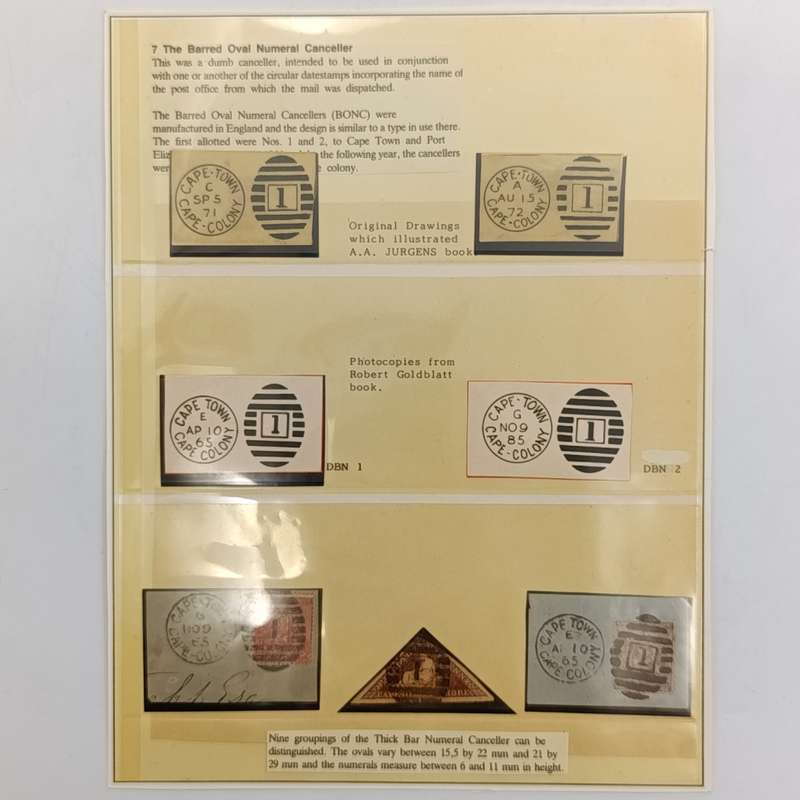 7 The Barred Oval Numeral Canceller
This was a dumb canceller, intended to be used in conjunction
with one or another of the circular datestamps incorporating the name of
the post office from which the mail was dispatched.
The Barred Oval Numeral Cancellers (BONC) were
manufactured in England and the design is similar to a type in use there.
The first allotted were Nos. 1 and 2, to Cape Town and Port
the following year, the cancellers
colony.
CAPE·TOWN
C
SP 5
71
CAPE-COLONY
1
CAPE·TOWN
A
AU 15
72
CAPE-COLONY
1
Original Drawings
which illustrated
A.A. JURGENS book
Photocopies from
Robert Goldblatt
book.
CAPE TOWN
E
AP 10
65
CAPE COLONY
1
DBN 1
CAPE·TOWN
G
NO 9
85
CAPE-COLONY
1
DBN 2
CAPE·TOWN
G
NO 9
CAPE-COLONY
1
CAPE TOWN
10
65
CAPE COLONY
1
Nine groupings of the Thick Bar Numeral Canceller can be
distinguished. The ovals vary between 15,5 by 22 mm and 21 by
29 mm and the numerals measure between 6 and 11 mm in height.